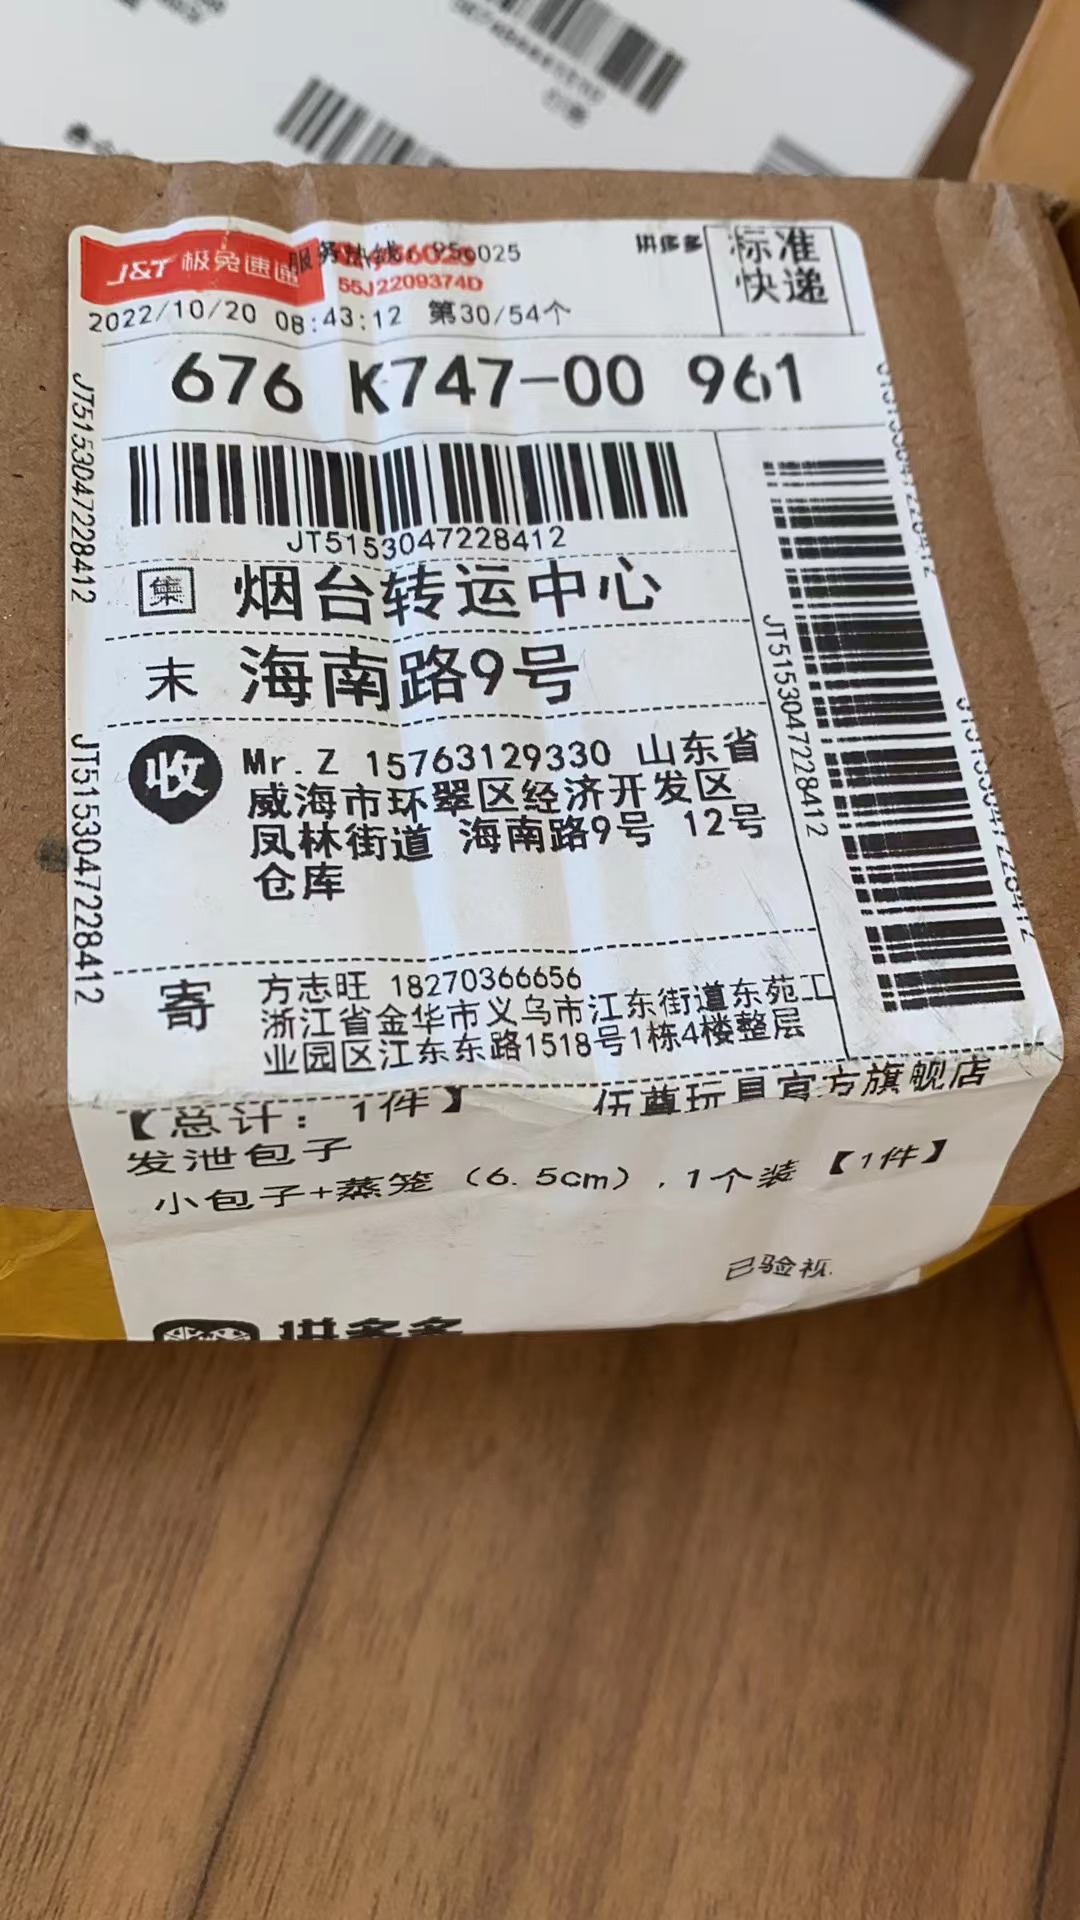 J&T 极兔速递 服务热线: 956025 拼多多 标准
快递
55J2209374D
2022/10/20 08:43:12 第30/54个
676 K747-00 961
JT5153047228412
集 烟台转运中心
末 海南路9号
收 Mr.Z 15763129330 山东省
威海市环翠区经济开发区
凤林街道 海南路9号 12号
仓库
寄 方志旺 18270366656
浙江省金华市义乌市江东街道东苑工
业园区江东东路1518号1栋4楼整层
【总计: 1件】 伍尊玩具官方旗舰店
发泄包子
小包子+蒸笼 (6.5cm) ,1个装 【1件】
已验视
拼多多
JT5153047228412
JT5153047228412
JT5153047228412